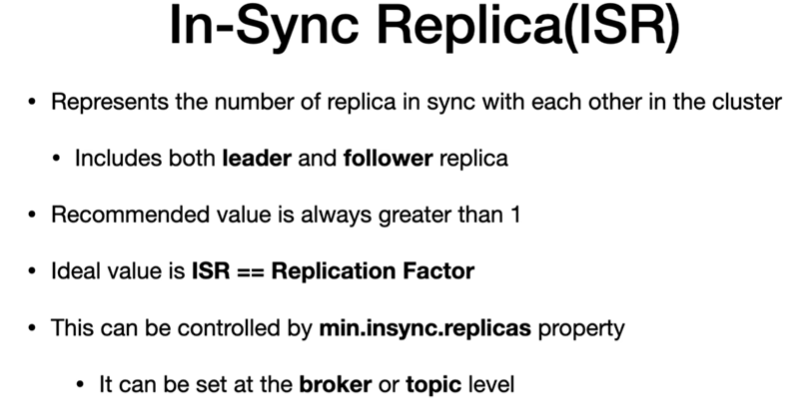 In-Sync Replica(ISR)
• Represents the number of replica in sync with each other in the cluster
• Includes both leader and follower replica
• Recommended value is always greater than 1
• Ideal value is ISR == Replication Factor
• This can be controlled by min.insync.replicas property
• It can be set at the broker or topic level